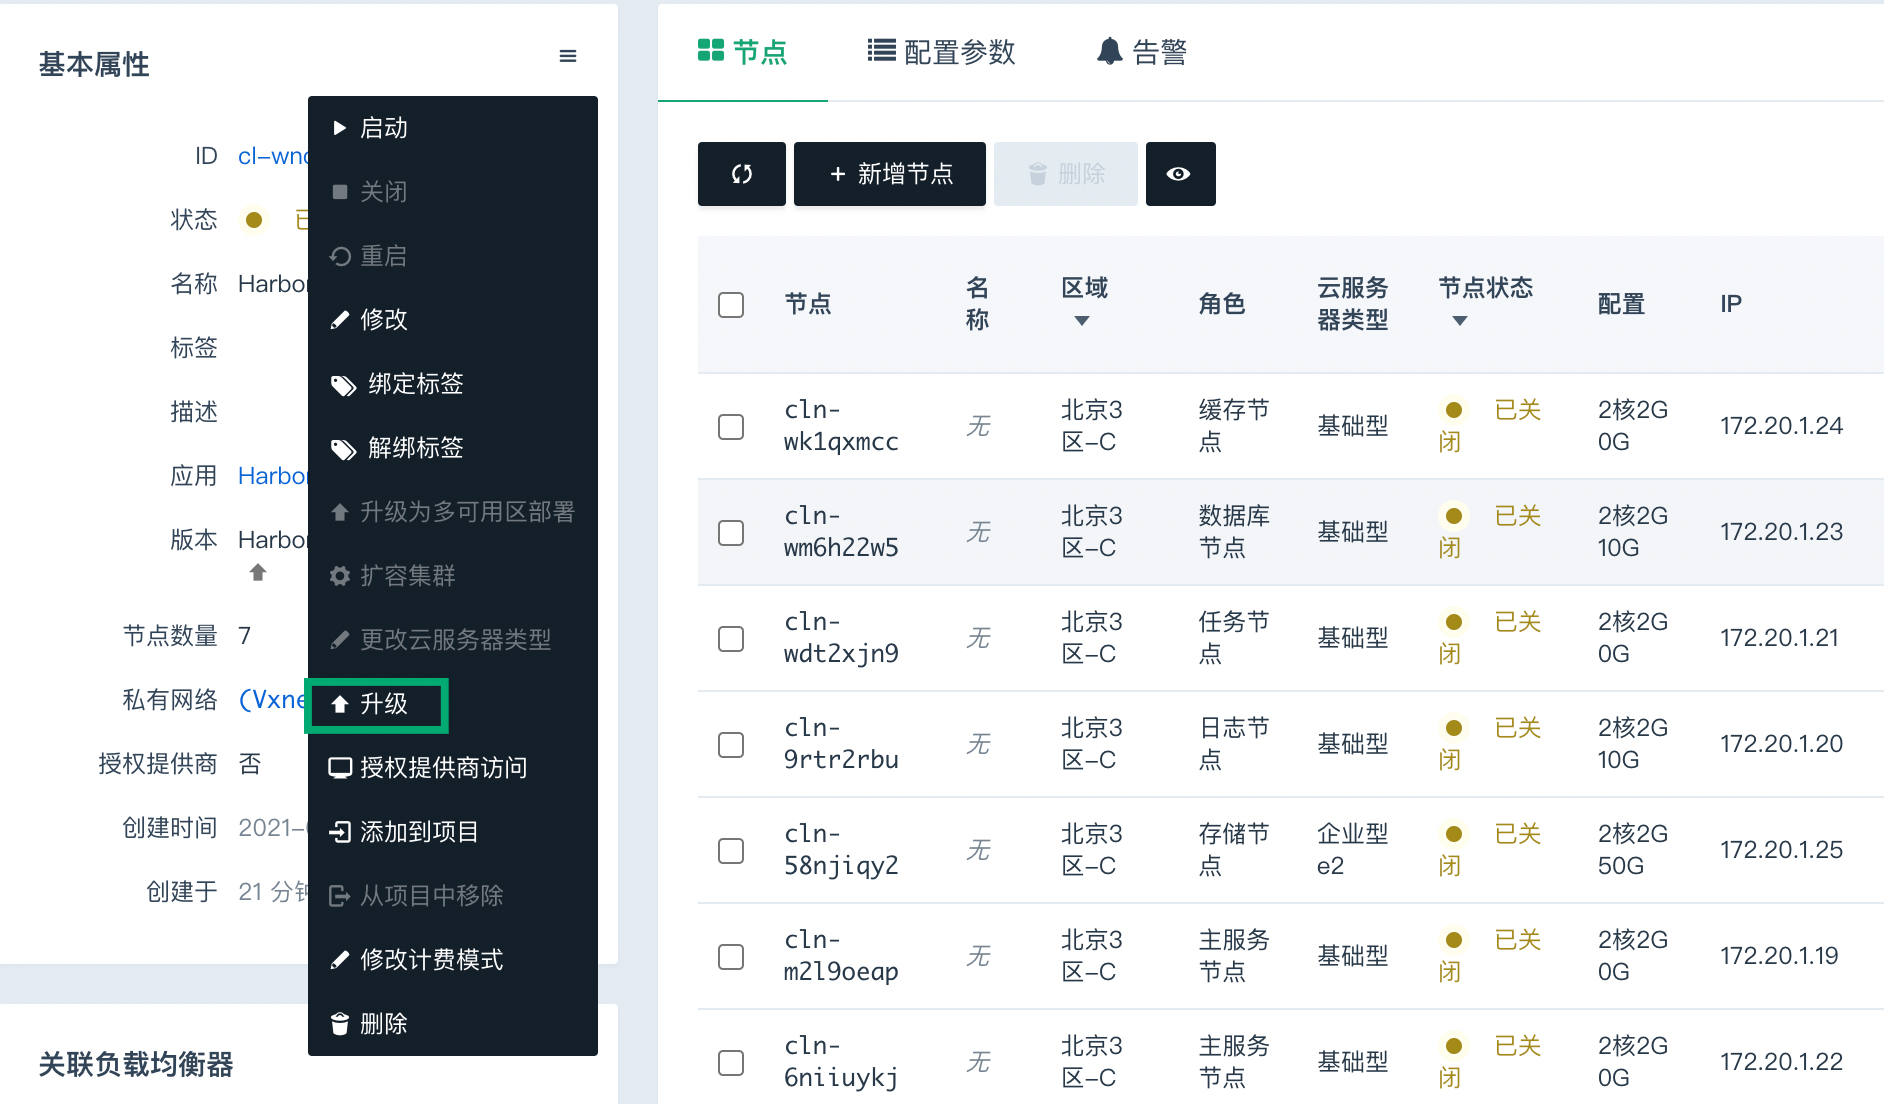 基本属性
ID cl-wn
状态
名称 Harbo
标签
描述
应用 Harbo
版本 Harbo
节点数量 7
私有网络 (Vxne
授权提供商 否
创建时间 2021-
创建于 21 分钟
关联负载均衡器
启动
关闭
重启
修改
绑定标签
解绑标签
升级为多可用区部署
扩容集群
更改云服务器类型
升级
授权提供商访问
添加到项目
从项目中移除
修改计费模式
删除
节点 配置参数 告警
+ 新增节点 删除
节点 名称 区域 角色 云服务器类型 节点状态 配置 IP
cln-wk1qxmcc 无 北京3区-C 缓存节点 基础型 已关闭 2核2G 0G 172.20.1.24
cln-wm6h22w5 无 北京3区-C 数据库节点 基础型 已关闭 2核2G 10G 172.20.1.23
cln-wdt2xjn9 无 北京3区-C 任务节点 基础型 已关闭 2核2G 0G 172.20.1.21
cln-9rtr2rbu 无 北京3区-C 日志节点 基础型 已关闭 2核2G 10G 172.20.1.20
cln-58njiqy2 无 北京3区-C 存储节点 企业型e2 已关闭 2核2G 50G 172.20.1.25
cln-m2l9oeap 无 北京3区-C 主服务节点 基础型 已关闭 2核2G 0G 172.20.1.19
cln-6niiuykj 无 北京3区-C 主服务节点 基础型 已关闭 2核2G 0G 172.20.1.22